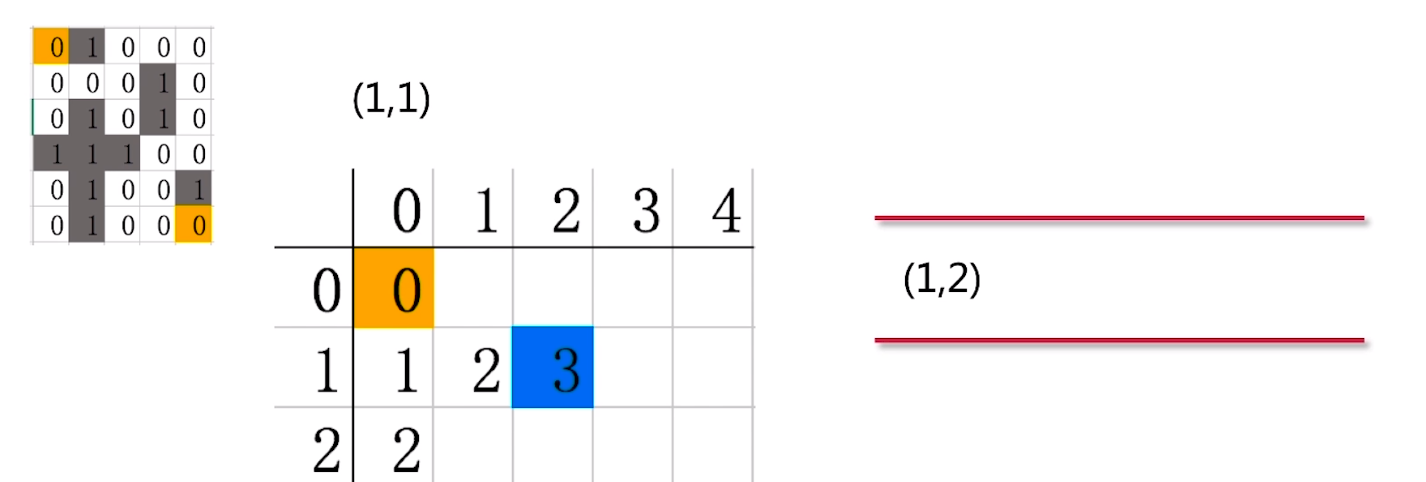 0 1 0 0 0
0 0 0 1 0
0 1 0 1 0
1 1 1 0 0
0 1 0 0 1
0 1 0 0 0
(1,1)
0 1 2 3 4
0 0
1 1 2 3
2 2
(1,2)